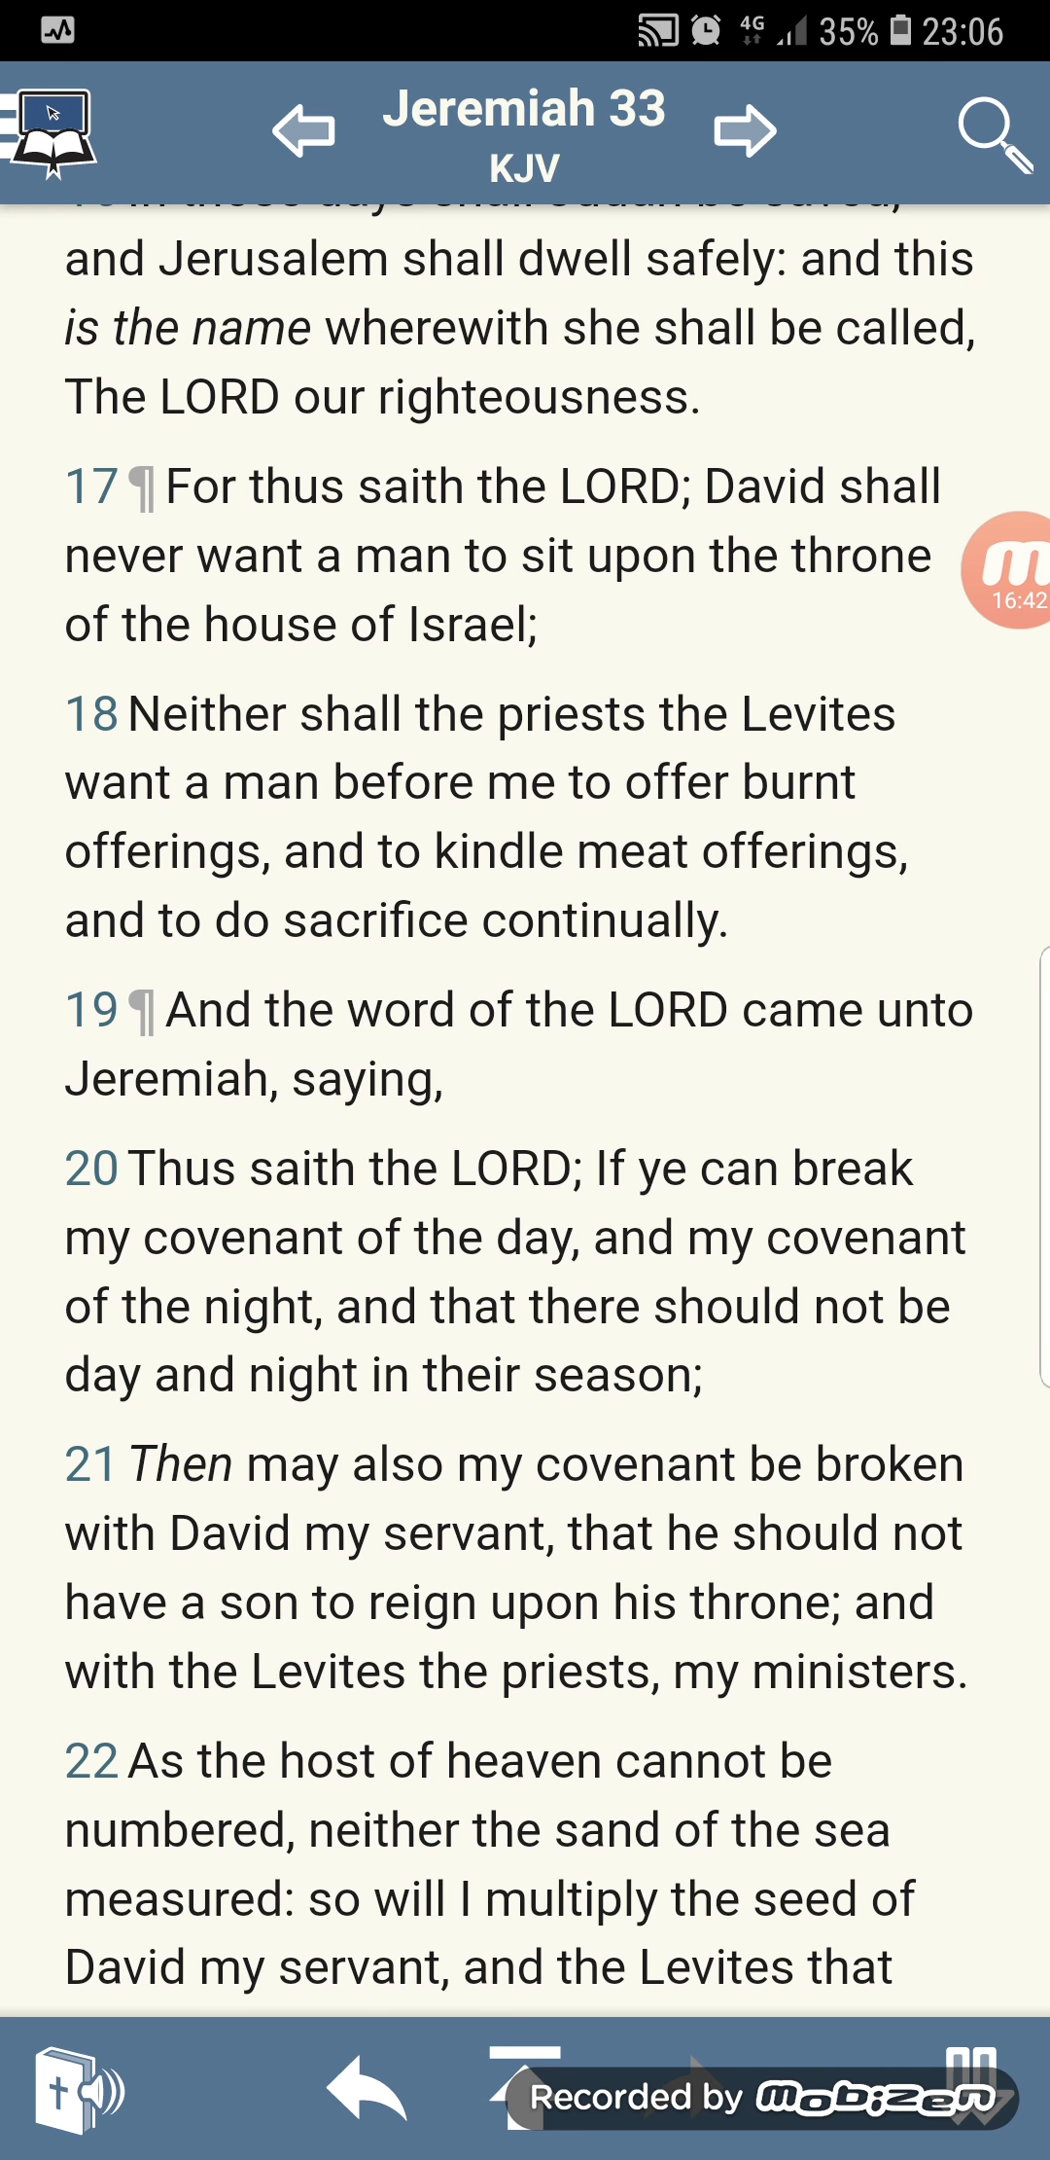 4G 35% 23:06
Jeremiah 33
KJV
and Jerusalem shall dwell safely: and this
is the name wherewith she shall be called,
The LORD our righteousness.
17 ¶ For thus saith the LORD; David shall
never want a man to sit upon the throne
of the house of Israel;
m
16:42
18 Neither shall the priests the Levites
want a man before me to offer burnt
offerings, and to kindle meat offerings,
and to do sacrifice continually.
19 ¶ And the word of the LORD came unto
Jeremiah, saying,
20 Thus saith the LORD; If ye can break
my covenant of the day, and my covenant
of the night, and that there should not be
day and night in their season;
21 Then may also my covenant be broken
with David my servant, that he should not
have a son to reign upon his throne; and
with the Levites the priests, my ministers.
22 As the host of heaven cannot be
numbered, neither the sand of the sea
measured: so will I multiply the seed of
David my servant, and the Levites that
Recorded by mobizen